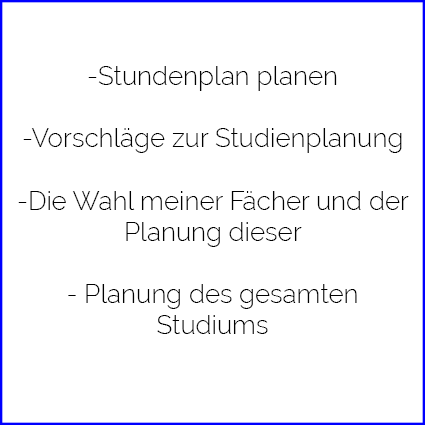 -Stundenplan planen
-Vorschläge zur Studienplanung
-Die Wahl meiner Fächer und der
Planung dieser
- Planung des gesamten
Studiums